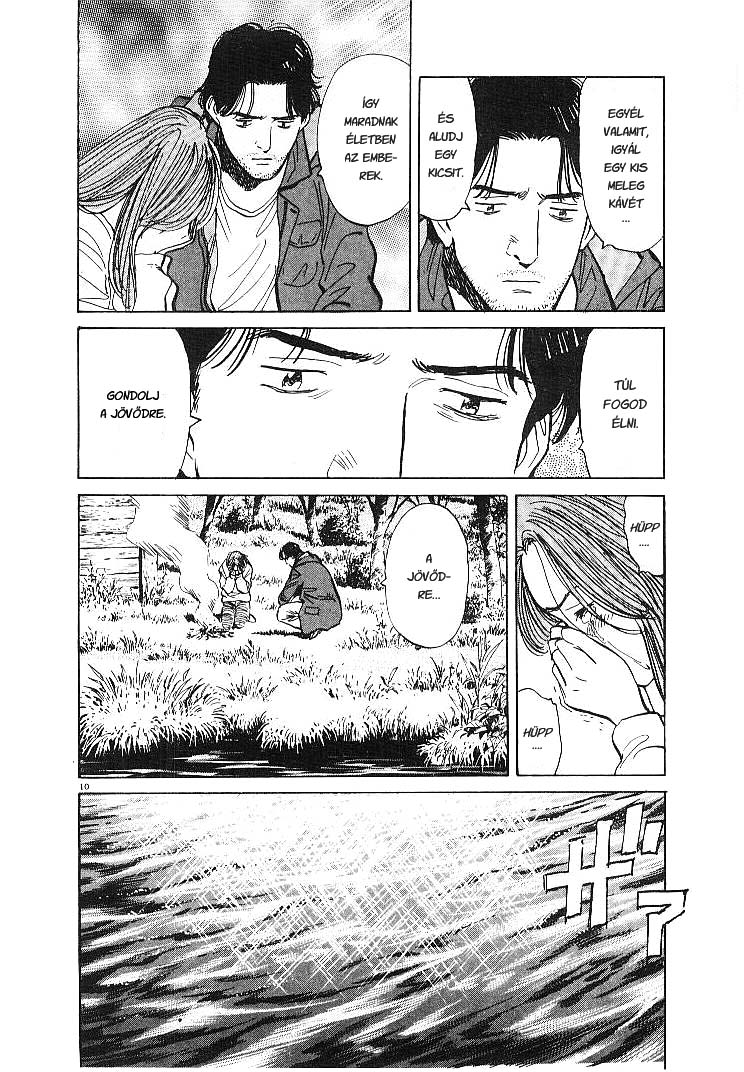 EGYÉL
VALAMIT,
IGYÁL
EGY KIS
MELEG
KÁVÉT
...
ÉS
ALUDJ
EGY
KICSIT.
ÍGY
MARADNAK
ÉLETBEN
AZ EMBE-
REK.
TÚL
FOGOD
ÉLNI.
GONDOLJ
A JÖVŐDRE.
HÜPP
....
HÜPP
....
A
JÖVŐD-
RE...
10
ザァ